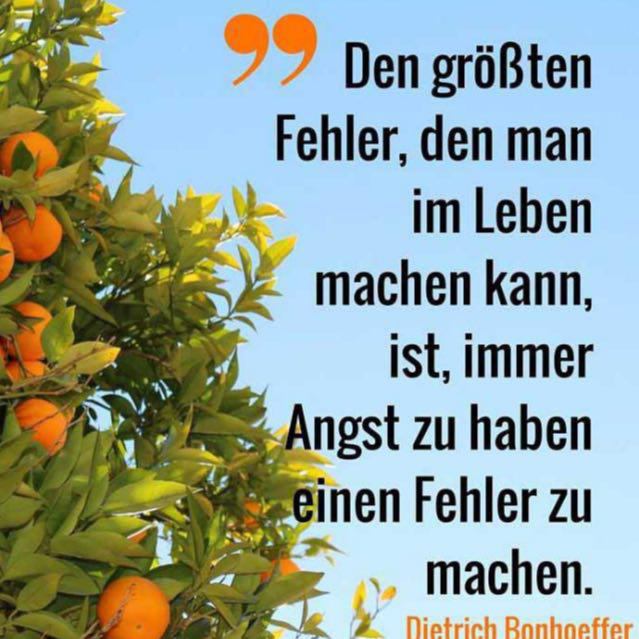 ” Den größten
Fehler, den man
im Leben
machen kann,
ist, immer
Angst zu haben
einen Fehler zu
machen.
Dietrich Bonhoeffer